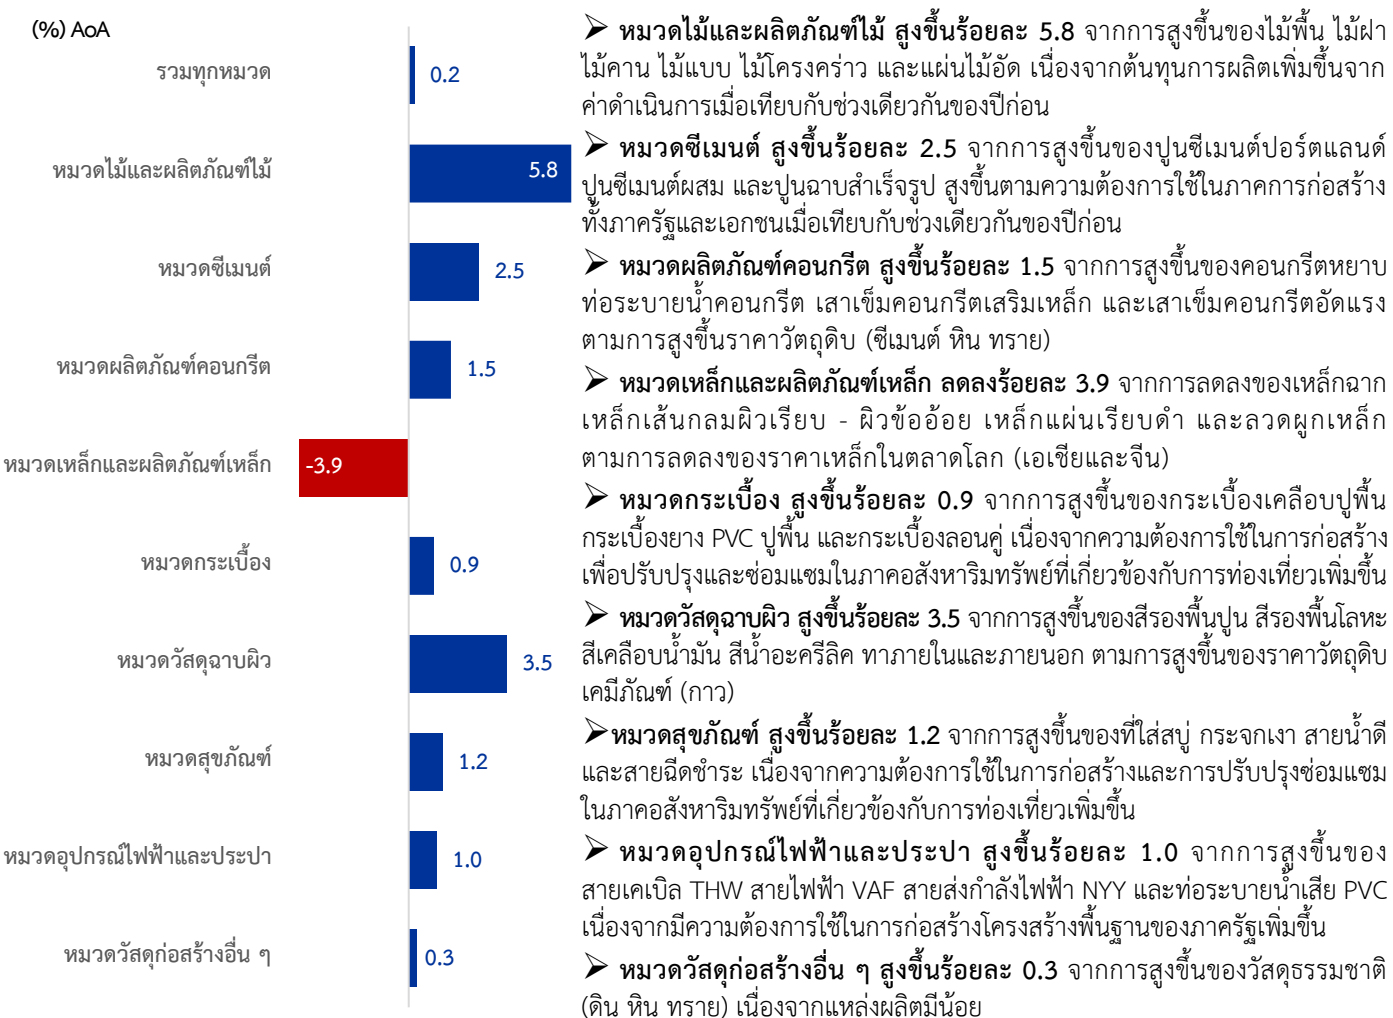 (%) AoA
รวมทุกหมวด
0.2
หมวดไม้และผลิตภัณฑ์ไม้
5.8
หมวดซีเมนต์
2.5
หมวดผลิตภัณฑ์คอนกรีต
1.5
หมวดเหล็กและผลิตภัณฑ์เหล็ก
-3.9
หมวดกระเบื้อง
0.9
หมวดวัสดุฉาบผิว
3.5
หมวดสุขภัณฑ์
1.2
หมวดอุปกรณ์ไฟฟ้าและประปา
1.0
หมวดวัสดุก่อสร้างอื่น ๆ
0.3
➢ หมวดไม้และผลิตภัณฑ์ไม้ สูงขึ้นร้อยละ 5.8 จากการสูงขึ้นของไม้พื้น ไม้ฝา
ไม้คาน ไม้แบบ ไม้โครงคร่าว และแผ่นไม้อัด เนื่องจากต้นทุนการผลิตเพิ่มขึ้นจาก
ค่าดำเนินการเมื่อเทียบกับช่วงเดียวกันของปีก่อน
➢ หมวดซีเมนต์ สูงขึ้นร้อยละ 2.5 จากการสูงขึ้นของปูนซีเมนต์ปอร์ตแลนด์
ปูนซีเมนต์ผสม และปูนฉาบสำเร็จรูป สูงขึ้นตามความต้องการใช้ในภาคการก่อสร้าง
ทั้งภาครัฐและเอกชนเมื่อเทียบกับช่วงเดียวกันของปีก่อน
➢ หมวดผลิตภัณฑ์คอนกรีต สูงขึ้นร้อยละ 1.5 จากการสูงขึ้นของคอนกรีตหยาบ
ท่อระบายน้ำคอนกรีต เสาเข็มคอนกรีตเสริมเหล็ก และเสาเข็มคอนกรีตอัดแรง
ตามการสูงขึ้นราคาวัตถุดิบ (ซีเมนต์ หิน ทราย)
➢ หมวดเหล็กและผลิตภัณฑ์เหล็ก ลดลงร้อยละ 3.9 จากการลดลงของเหล็กฉาก
เหล็กเส้นกลมผิวเรียบ - ผิวข้ออ้อย เหล็กแผ่นเรียบดำ และลวดผูกเหล็ก
ตามการลดลงของราคาเหล็กในตลาดโลก (เอเชียและจีน)
➢ หมวดกระเบื้อง สูงขึ้นร้อยละ 0.9 จากการสูงขึ้นของกระเบื้องเคลือบปูพื้น
กระเบื้องยาง PVC ปูพื้น และกระเบื้องลอนคู่ เนื่องจากความต้องการใช้ในการก่อสร้าง
เพื่อปรับปรุงและซ่อมแซมในภาคอสังหาริมทรัพย์ที่เกี่ยวข้องกับการท่องเที่ยวเพิ่มขึ้น
➢ หมวดวัสดุฉาบผิว สูงขึ้นร้อยละ 3.5 จากการสูงขึ้นของสีรองพื้นปูน สีรองพื้นโลหะ
สีเคลือบน้ำมัน สีน้ำอะครีลิค ทาภายในและภายนอก ตามการสูงขึ้นของราคาวัตถุดิบ
เคมีภัณฑ์ (กาว)
➢หมวดสุขภัณฑ์ สูงขึ้นร้อยละ 1.2 จากการสูงขึ้นของที่ใส่สบู่ กระจกเงา สายน้ำดี
และสายฉีดชำระ เนื่องจากความต้องการใช้ในการก่อสร้างและการปรับปรุงซ่อมแซม
ในภาคอสังหาริมทรัพย์ที่เกี่ยวข้องกับการท่องเที่ยวเพิ่มขึ้น
➢ หมวดอุปกรณ์ไฟฟ้าและประปา สูงขึ้นร้อยละ 1.0 จากการสูงขึ้นของ
สายเคเบิล THW สายไฟฟ้า VAF สายส่งกำลังไฟฟ้า NYY และท่อระบายน้ำเสีย PVC
เนื่องจากมีความต้องการใช้ในการก่อสร้างโครงสร้างพื้นฐานของภาครัฐเพิ่มขึ้น
➢ หมวดวัสดุก่อสร้างอื่น ๆ สูงขึ้นร้อยละ 0.3 จากการสูงขึ้นของวัสดุธรรมชาติ
(ดิน หิน ทราย) เนื่องจากแหล่งผลิตมีน้อย